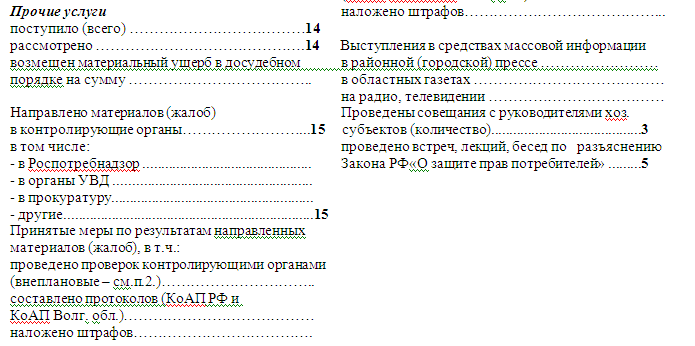 Прочие услуги
поступило (всего) ……………………………….14
рассмотрено ……………………………………..14
возмещен материальный ущерб в досудебном
порядке на сумму ………………………………..
Направлено материалов (жалоб)
в контролирующие органы……………………...15
в том числе:
- в Роспотребнадзор ................................................
- в органы УВД ......................................................
- в прокуратуру.......................................................
- другие...................................................................15
Принятые меры по результатам направленных
материалов (жалоб), в т.ч.:
проведено проверок контролирующими органами
(внеплановые – см.п.2.)…………………………..
составлено протоколов (КоАП РФ и
КоАП Волг. обл.)…………………………………
наложено штрафов……………………………….
наложено штрафов…………………………………...
Выступления в средствах массовой информации
в районной (городской) прессе ……………………
в областных газетах …………………………………
на радио, телевидении ………………………………
Проведены совещания с руководителями хоз.
субъектов (количество)..........................................3
проведено встреч, лекций, бесед по разъяснению
Закона РФ«О защите прав потребителей» .........5